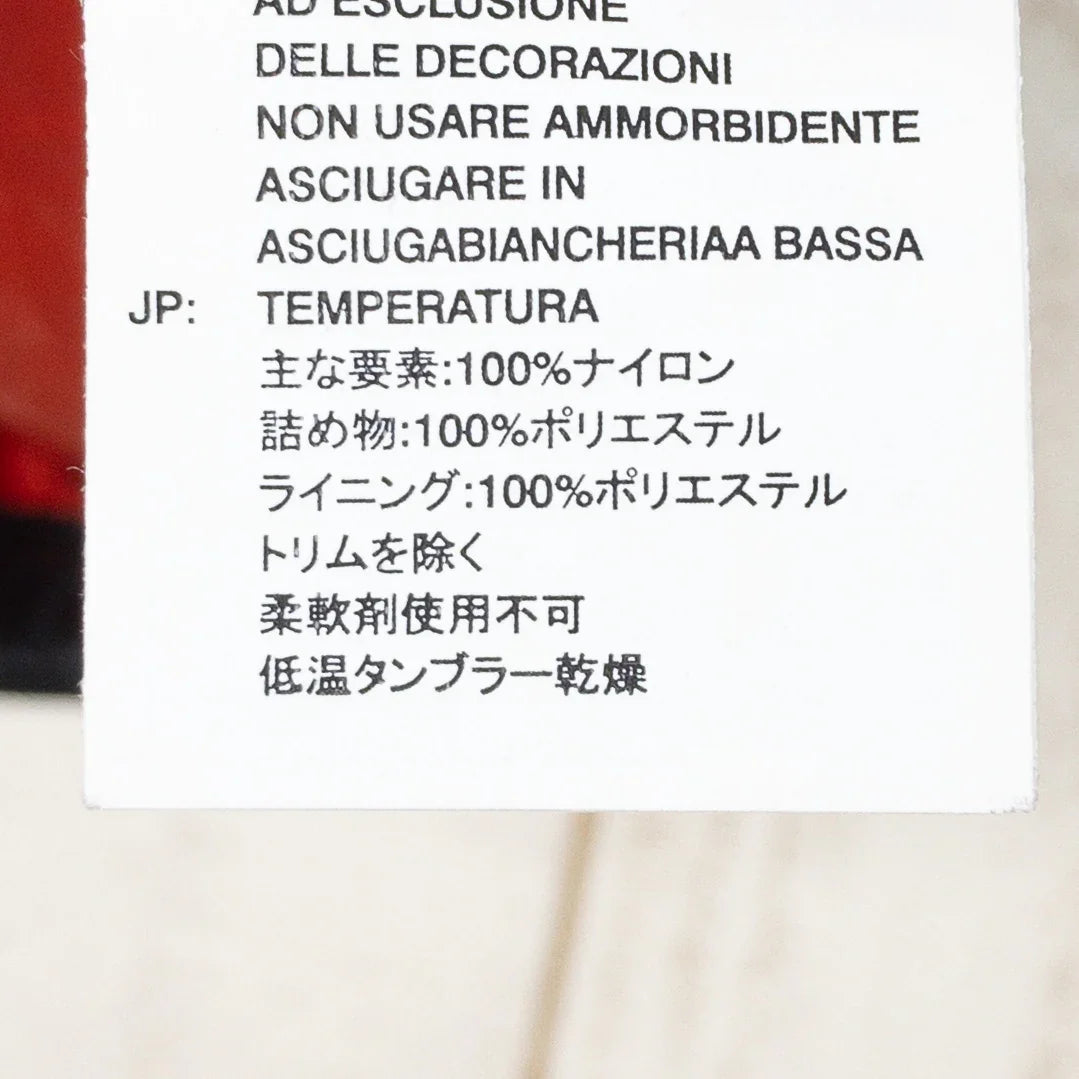 AD ESCLUSIONE
DELLE DECORAZIONI
NON USARE AMMORBIDENTE
ASCIUGARE IN
ASCIUGABIANCHERIAA BASSA
JP: TEMPERATURA
主な要素:100%ナイロン
詰め物:100%ポリエステル
ライニング:100%ポリエステル
トリムを除く
柔軟剤使用不可
低温タンブラー乾燥